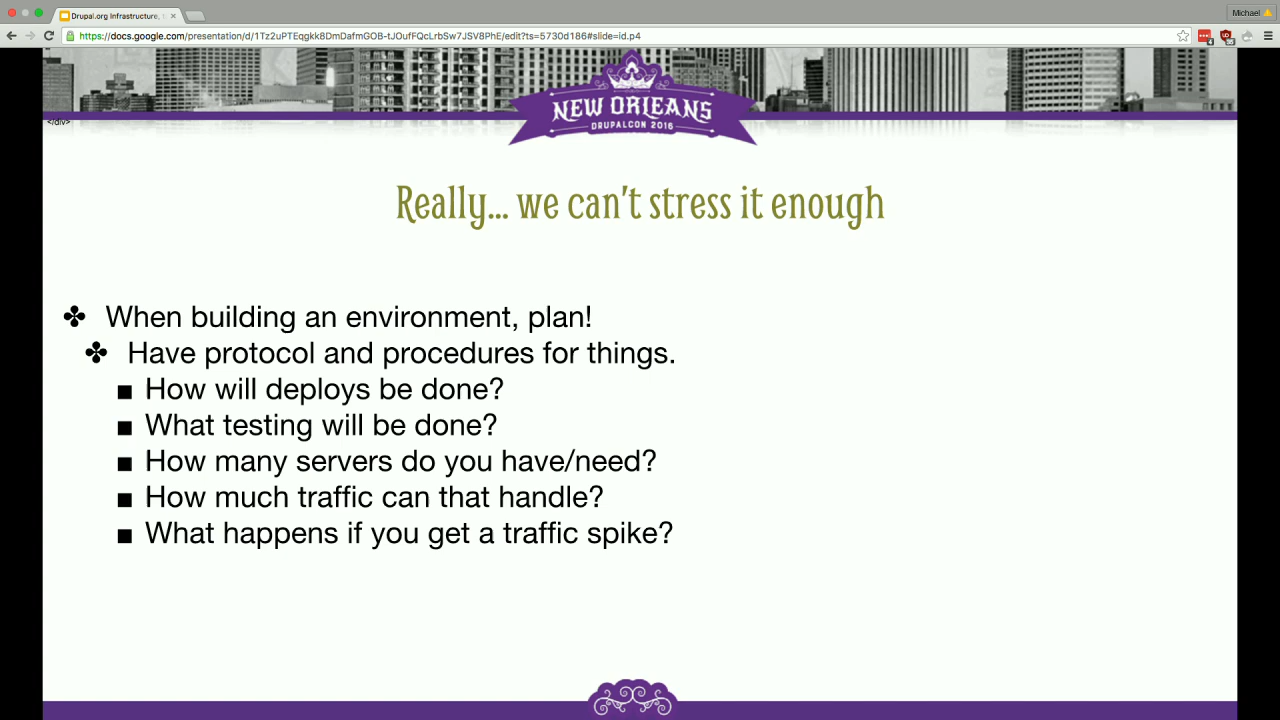 Drupal.org Infrastructure,
Michael
https://docs.google.com/presentation/d/1Tz2uPTEqgkk8DmDafmGOB-tJOufFQcLrbSw7JSV8PhE/edit?ts=5730d186#slide=id.p4
NEW ORLEANS
DRUPALCON 2016
</div>
Really... we can't stress it enough
When building an environment, plan!
Have protocol and procedures for things.
How will deploys be done?
What testing will be done?
How many servers do you have/need?
How much traffic can that handle?
What happens if you get a traffic spike?